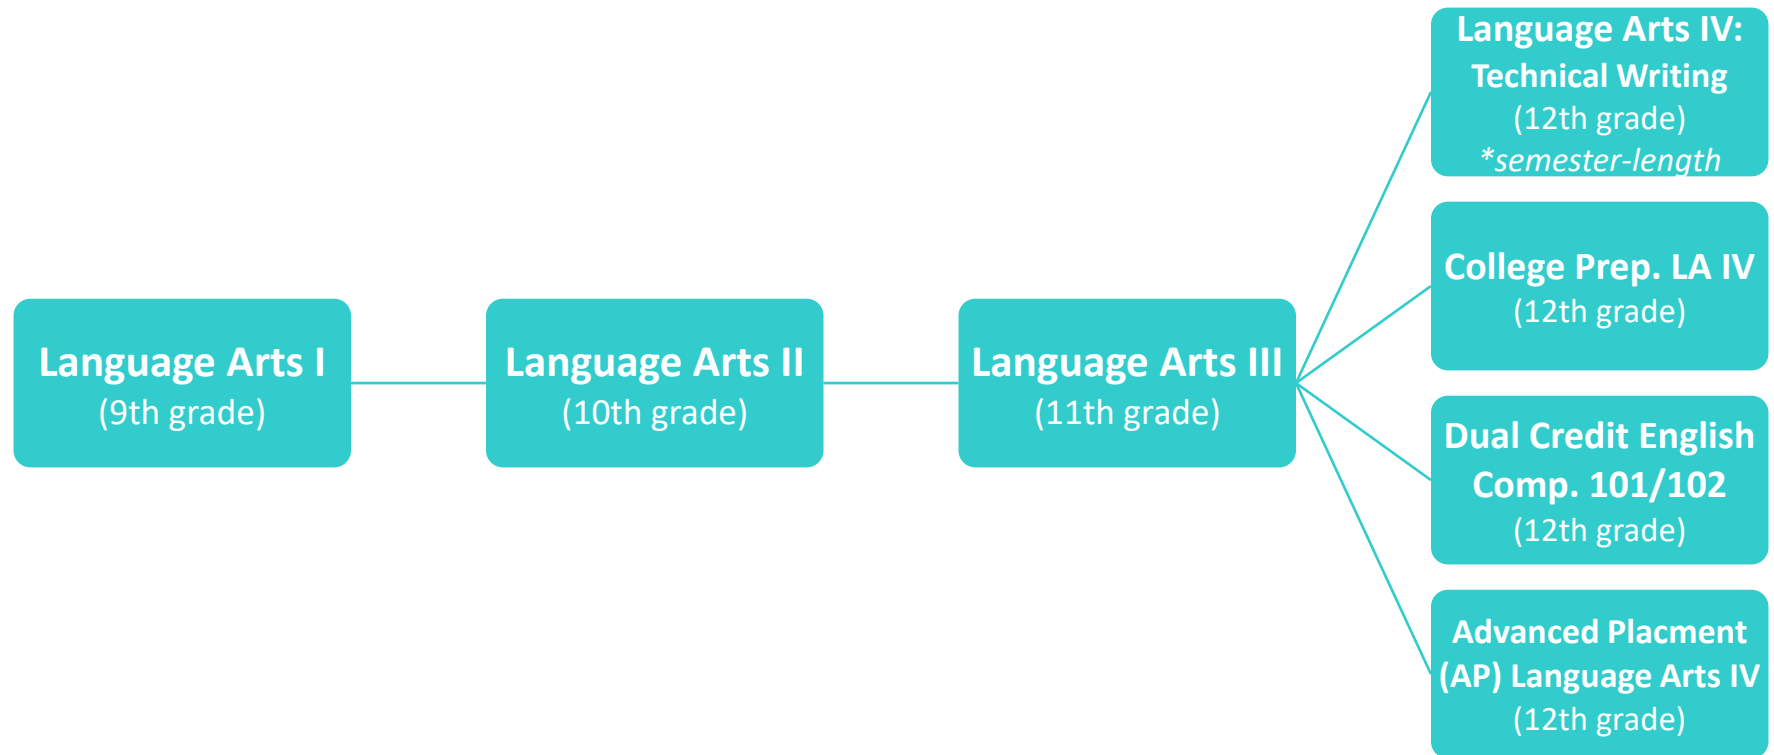 Language Arts I
(9th grade)
Language Arts II
(10th grade)
Language Arts III
(11th grade)
Language Arts IV:
Technical Writing
(12th grade)
*semester-length
College Prep. LA IV
(12th grade)
Dual Credit English
Comp. 101/102
(12th grade)
Advanced Placment
(AP) Language Arts IV
(12th grade)